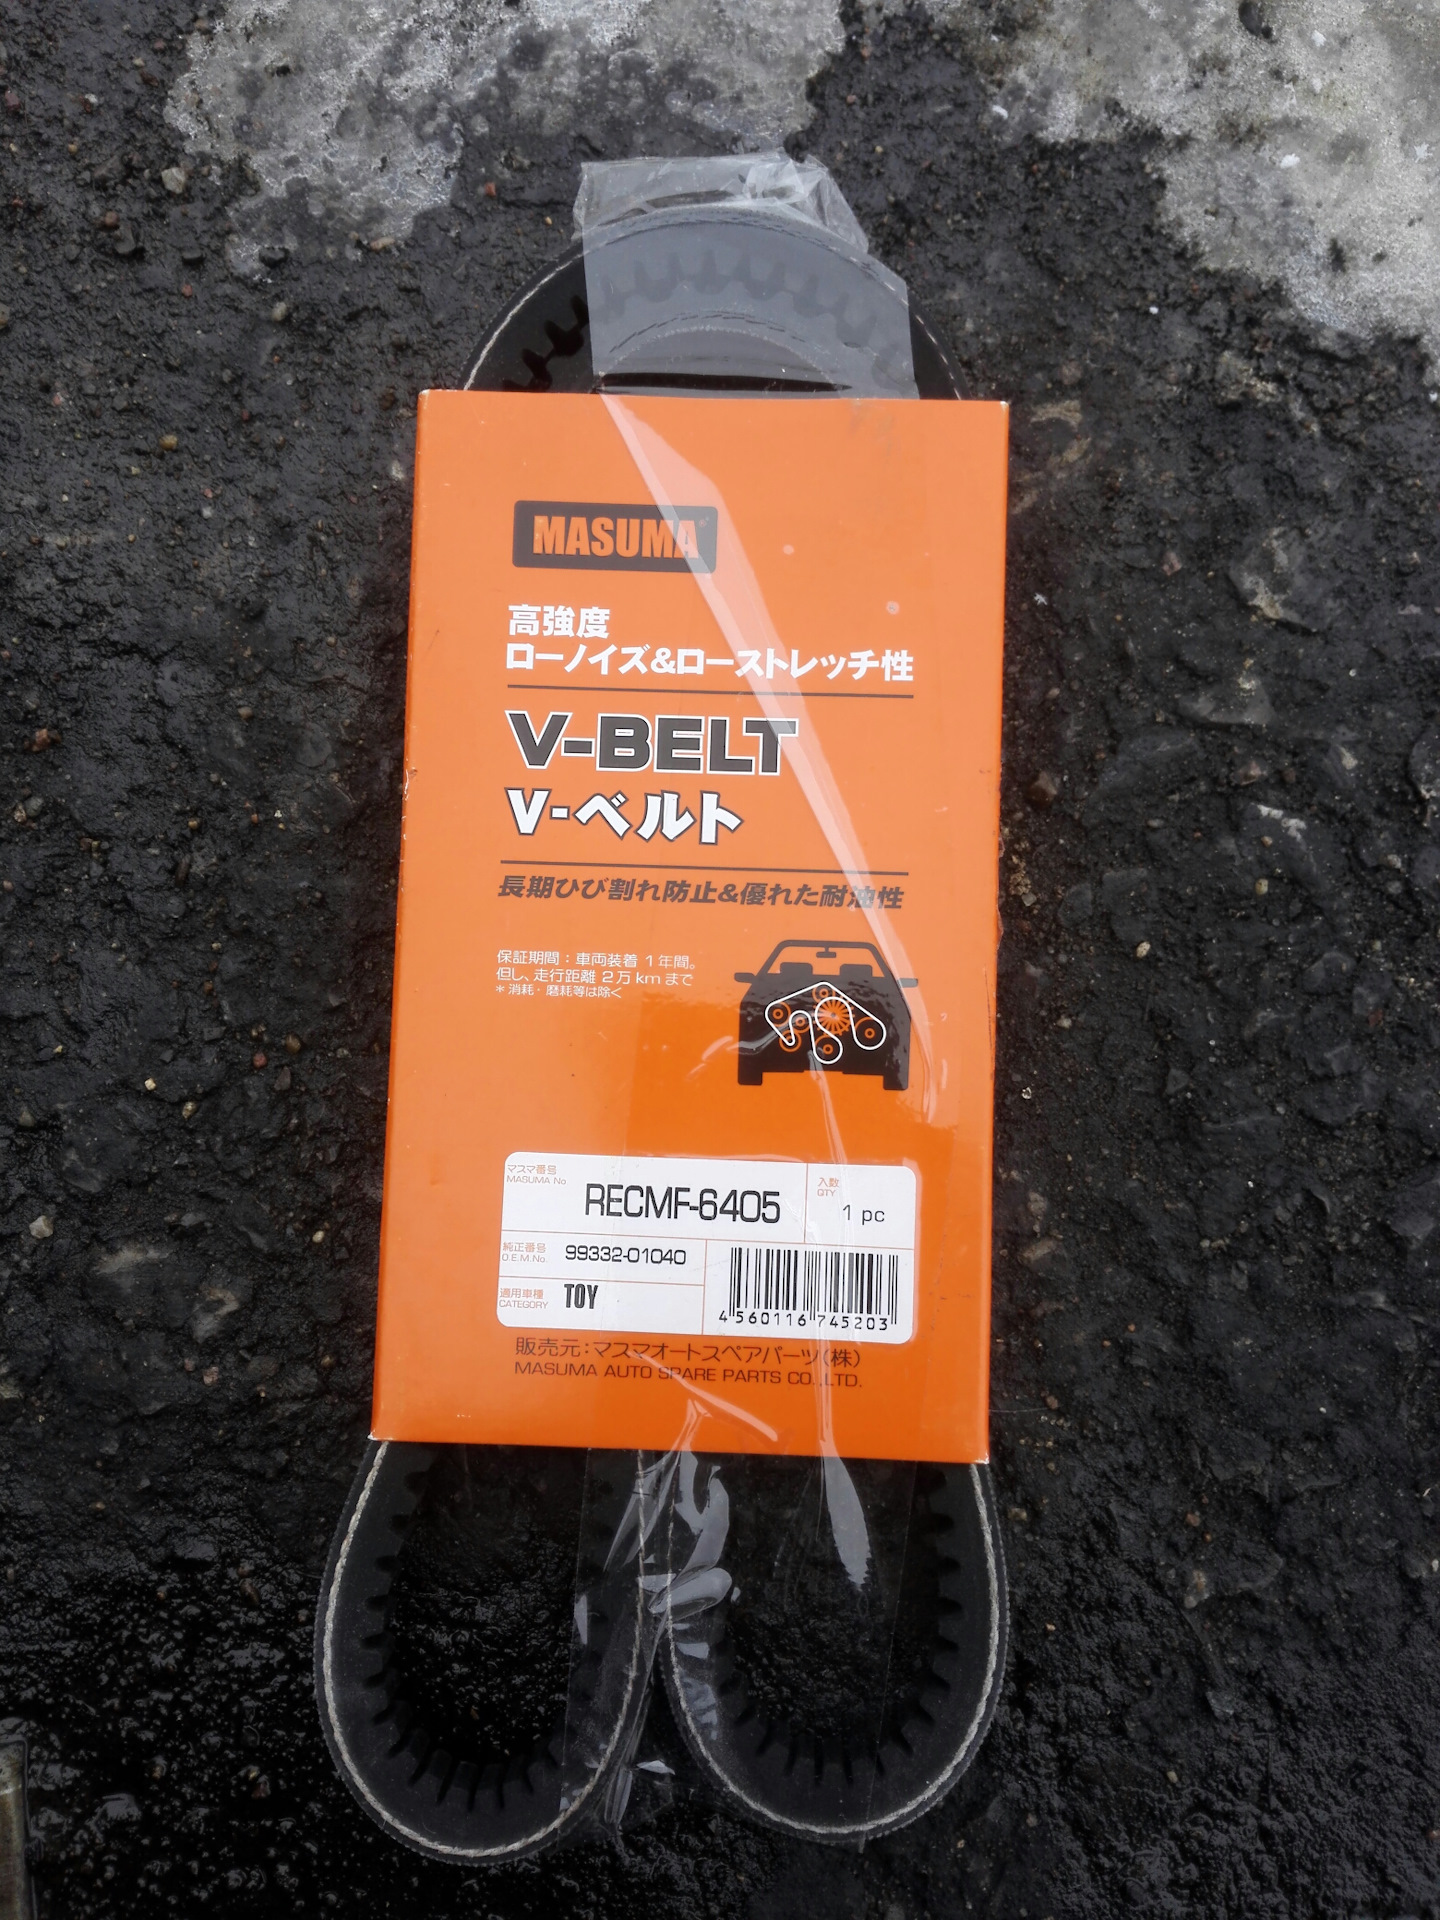 MASUMA
高強度
ローノイズ&ローストレッチ性
V-BELT
V-ベルト
長期ひび割れ防止&優れた耐油性
保証期間：車両装着 1年間。
但し、走行距離 2万 km まで
＊消耗・磨耗等は除く
マスマ番号
MASUMA No
RECMF-6405
入数
QTY
1 pc
純正番号
O.E.M.No.
99332-01040
適用車種
CATEGORY
TOY
4 560116 745203
販売元：マスマオートスペアパーツ(株)
MASUMA AUTO SPARE PARTS CO.,LTD.